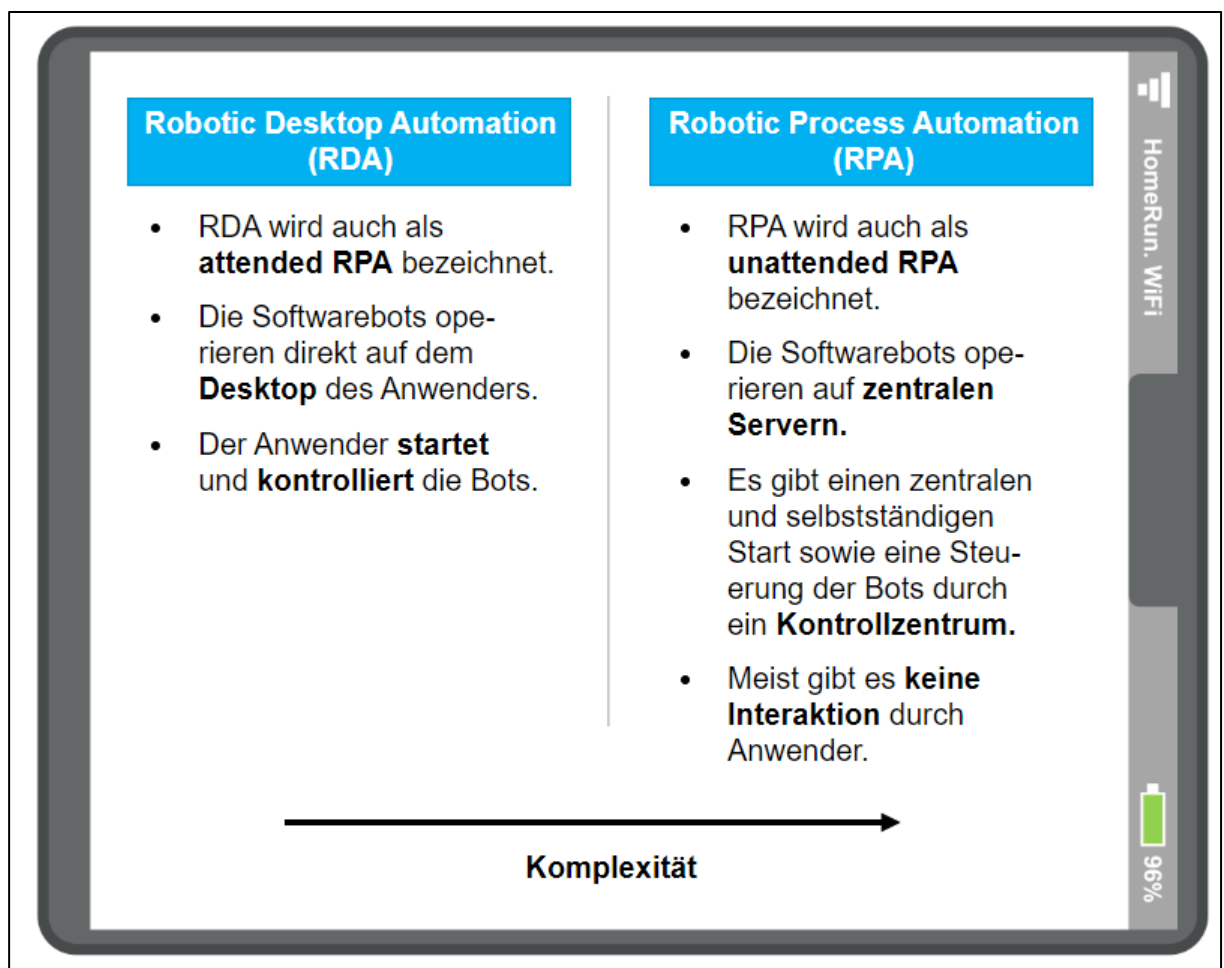 Robotic Desktop Automation
(RDA)
RDA wird auch als
attended RPA bezeichnet.
Die Softwarebots ope-
rieren direkt auf dem
Desktop des Anwenders.
Der Anwender startet
und kontrolliert die Bots.
Robotic Process Automation
(RPA)
RPA wird auch als
unattended RPA
bezeichnet.
Die Softwarebots ope-
rieren auf zentralen
Servern.
Es gibt einen zentralen
und selbstständigen
Start sowie eine Steu-
erung der Bots durch
ein Kontrollzentrum.
Meist gibt es keine
Interaktion durch
Anwender.
Komplexität
HomeRun. WiFi
96%